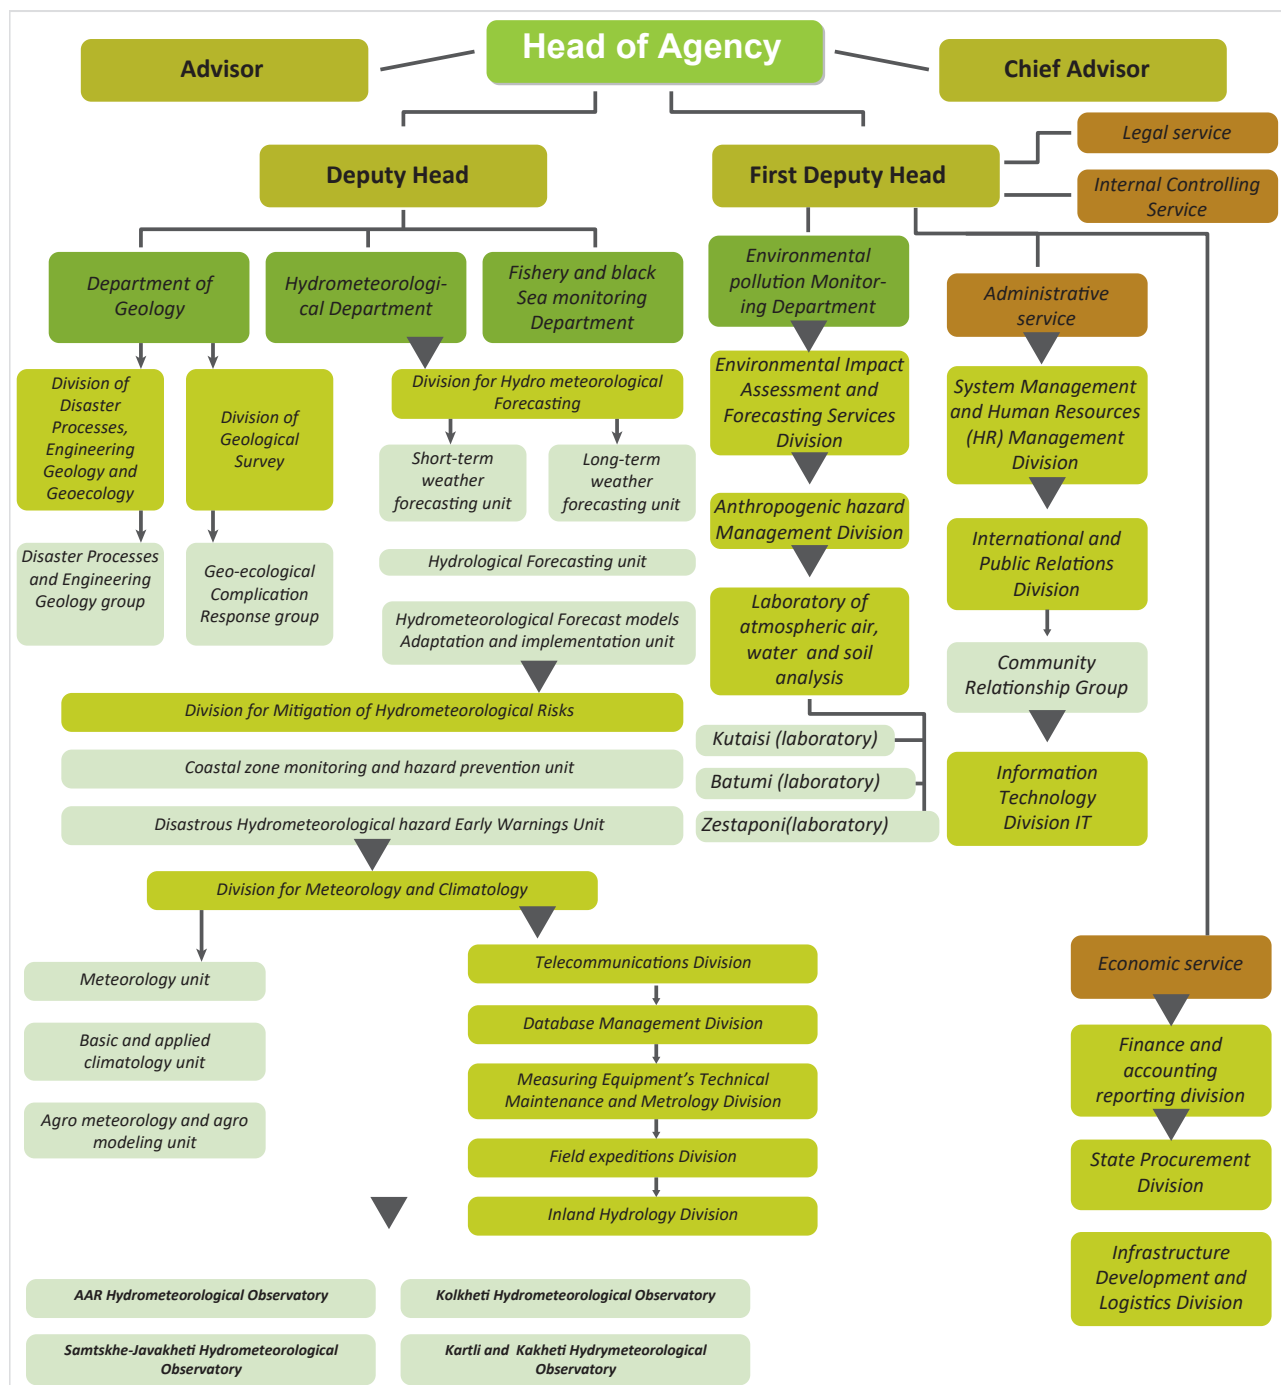 Head of Agency
Advisor
Chief Advisor
Legal service
Deputy Head
First Deputy Head
Internal Controlling
Service
Department of
Geology
Hydrometeorologi-
cal Department
Fishery and black
Sea monitoring
Department
Environmental
pollution Monitor-
ing Department
Administrative
service
Division of
Disaster
Processes,
Engineering
Geology and
Geoecology
Division of
Geological
Survey
Division for Hydro meteorological
Forecasting
Short-term
weather
forecasting unit
Long-term
weather
forecasting unit
Environmental Impact
Assessment and
Forecasting Services
Division
System Management
and Human Resources
(HR) Management
Division
Disaster Processes
and Engineering
Geology group
Geo-ecological
Complication
Response group
Hydrological Forecasting unit
Hydrometeorological Forecast models
Adaptation and implementation unit
Anthropogenic hazard
Management Division
International and
Public Relations
Division
Laboratory of
atmospheric air,
water and soil
analysis
Community
Relationship Group
Division for Mitigation of Hydrometeorological Risks
Coastal zone monitoring and hazard prevention unit
Disastrous Hydrometeorological hazard Early Warnings Unit
Kutaisi (laboratory)
Batumi (laboratory)
Zestaponi(laboratory)
Information
Technology
Division IT
Division for Meteorology and Climatology
Meteorology unit
Basic and applied
climatology unit
Agro meteorology and agro
modeling unit
Telecommunications Division
Database Management Division
Measuring Equipment’s Technical
Maintenance and Metrology Division
Field expeditions Division
Inland Hydrology Division
Economic service
Finance and
accounting
reporting division
State Procurement
Division
Infrastructure
Development and
Logistics Division
AAR Hydrometeorological Observatory
Kolkheti Hydrometeorological Observatory
Samtskhe-Javakheti Hydrometeorological
Observatory
Kartli and Kakheti Hydrymeteorological
Observatory